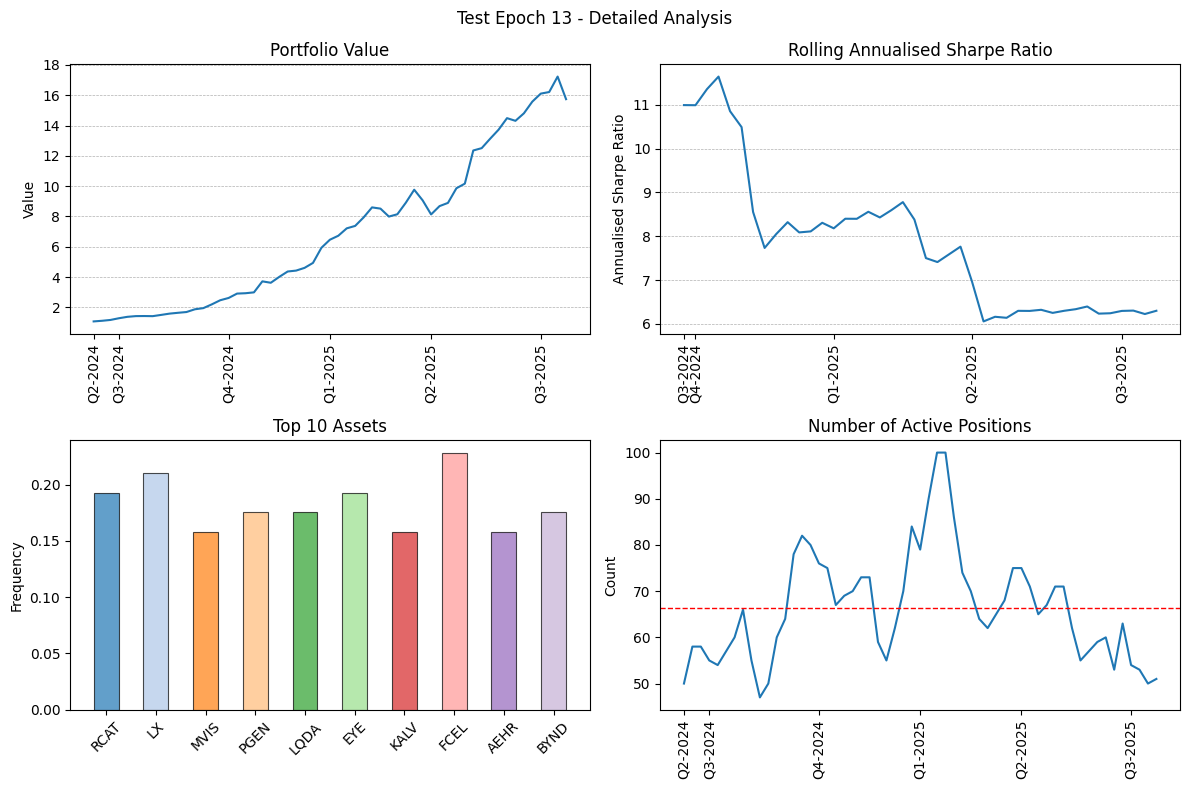 Test Epoch 13 - Detailed Analysis
Portfolio Value
Value
18
16
14
12
10
8
6
4
2
Q2-2024
Q3-2024
Q4-2024
Q1-2025
Q2-2025
Q3-2025
Rolling Annualised Sharpe Ratio
Annualised Sharpe Ratio
11
10
9
8
7
6
Q3-2024
Q4-2024
Q1-2025
Q2-2025
Q3-2025
Top 10 Assets
Frequency
0.20
0.15
0.10
0.05
0.00
RCAT
LX
MVIS
PGEN
LQDA
EYE
KALV
FCEL
AEHR
BYND
Number of Active Positions
Count
100
90
80
70
60
50
Q2-2024
Q3-2024
Q4-2024
Q1-2025
Q2-2025
Q3-2025